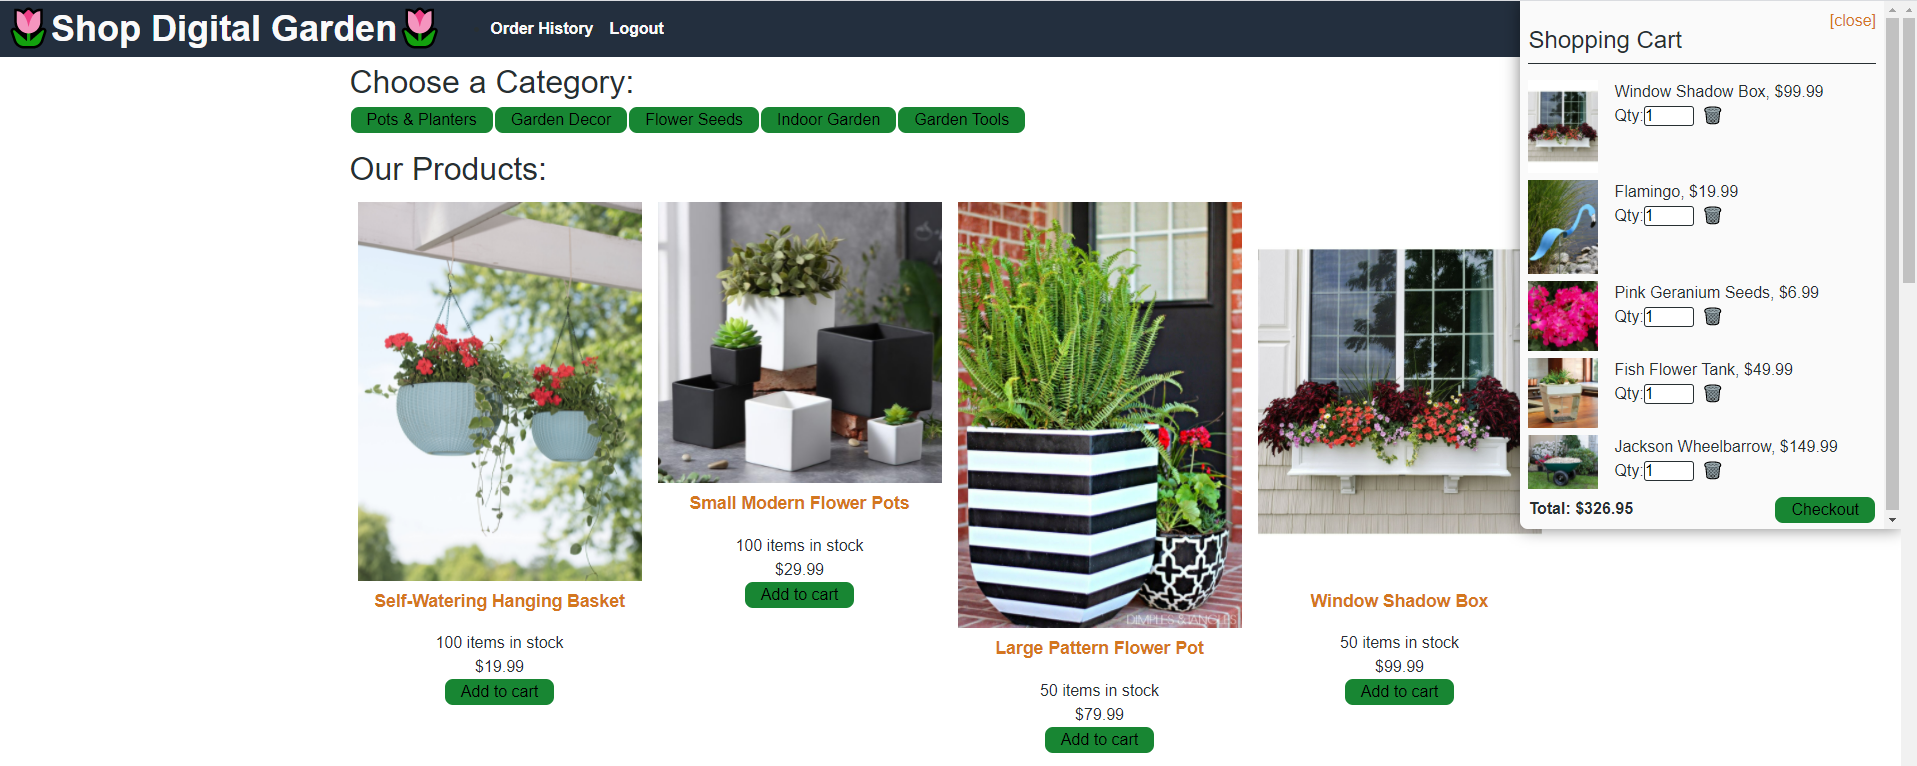 Shop Digital Garden
Order History Logout
Choose a Category:
Pots & Planters Garden Decor Flower Seeds Indoor Garden Garden Tools
Our Products:
Self-Watering Hanging Basket
100 items in stock
$19.99
Add to cart
Small Modern Flower Pots
100 items in stock
$29.99
Add to cart
DIMPLES & TANGLES
Large Pattern Flower Pot
50 items in stock
$79.99
Add to cart
Window Shadow Box
50 items in stock
$99.99
Add to cart
[close]
Shopping Cart
Window Shadow Box, $99.99
Qty:1
Flamingo, $19.99
Qty:1
Pink Geranium Seeds, $6.99
Qty:1
Fish Flower Tank, $49.99
Qty:1
Jackson Wheelbarrow, $149.99
Qty:1
Total: $326.95
Checkout